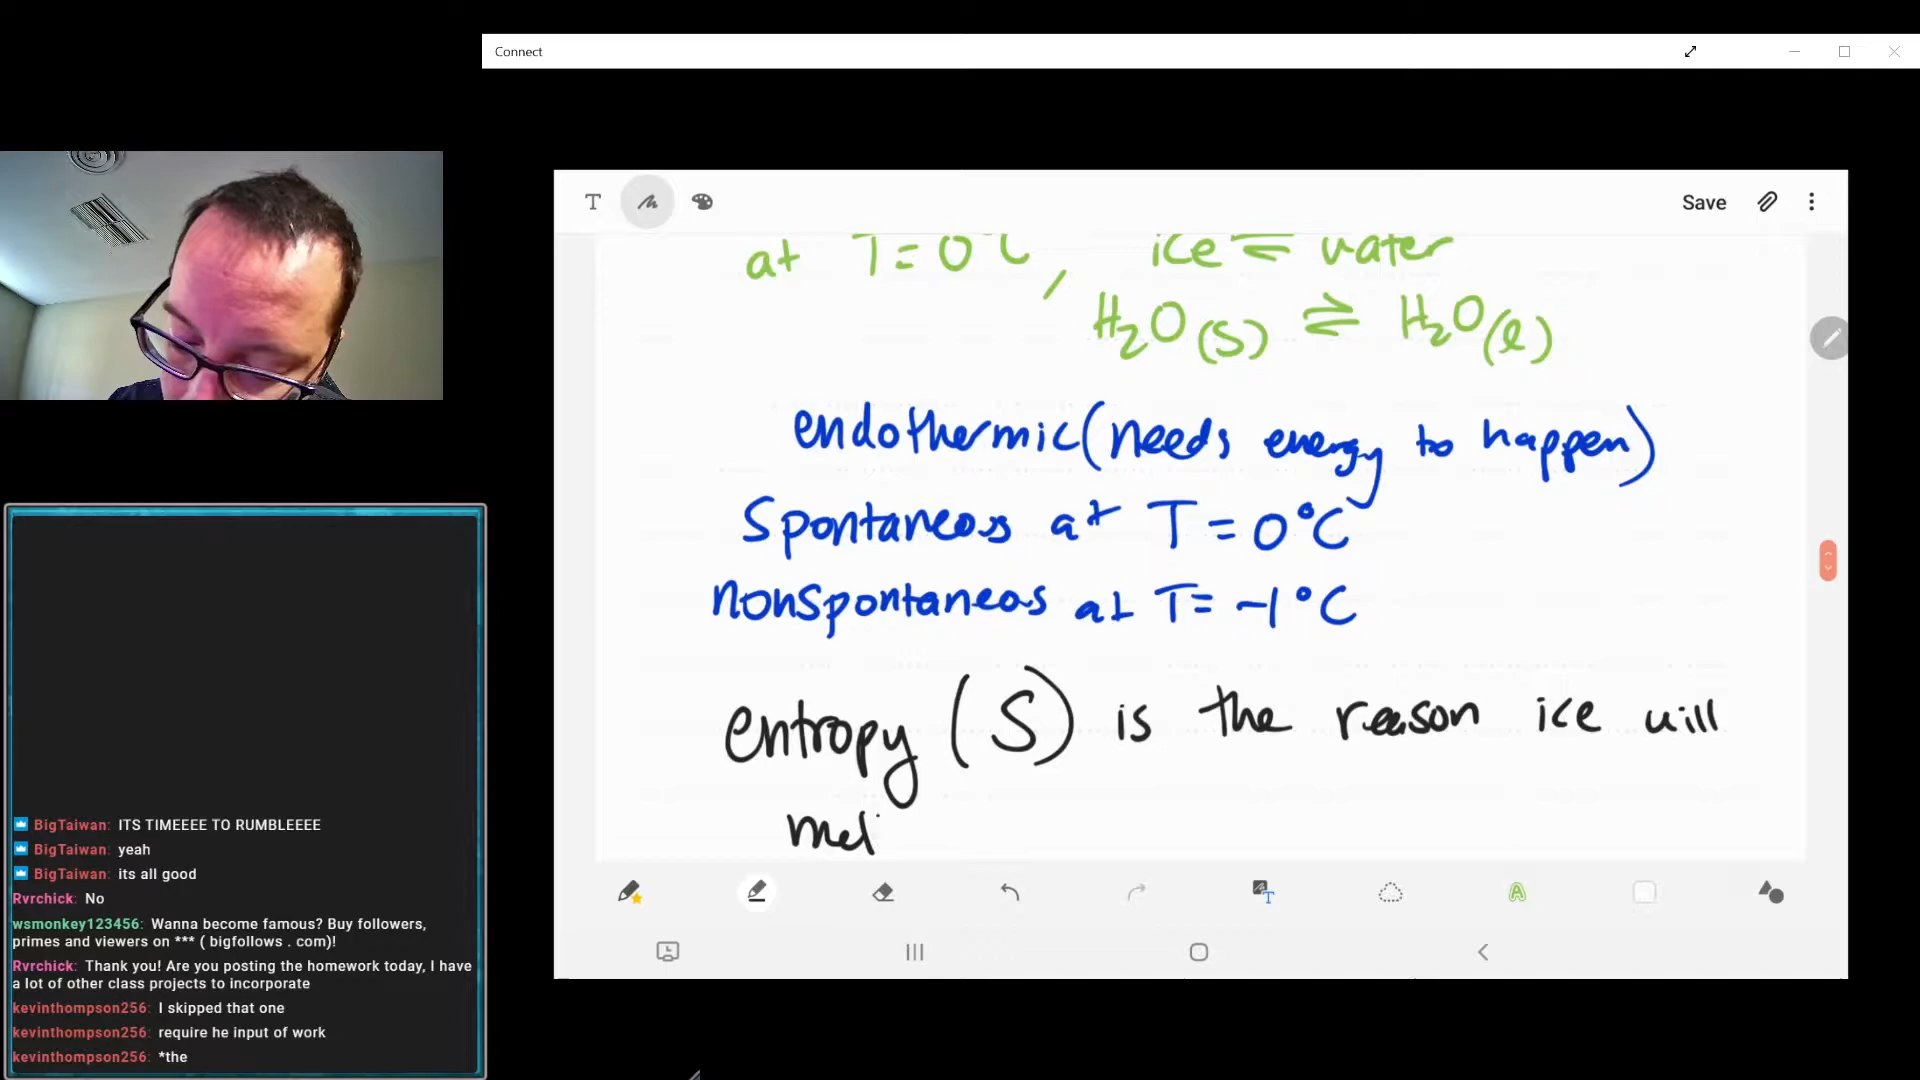 Connect
T
Save
at T = 0°C, ice ⇌ water
H2O(s) ⇌ H2O(l)
endothermic (needs energy to happen)
Spontaneos at T = 0°C
nonspontaneos at T = -1°C
entropy (S) is the reason ice will
mel
T
A
BigTaiwan: ITS TIMEEEE TO RUMBLEEEE
BigTaiwan: yeah
BigTaiwan: its all good
Rvrchick: No
wsmonkey123456: Wanna become famous? Buy followers,
primes and viewers on *** ( bigfollows . com)!
Rvrchick: Thank you! Are you posting the homework today, I have
a lot of other class projects to incorporate
kevinthompson256: I skipped that one
kevinthompson256: require he input of work
kevinthompson256: *the